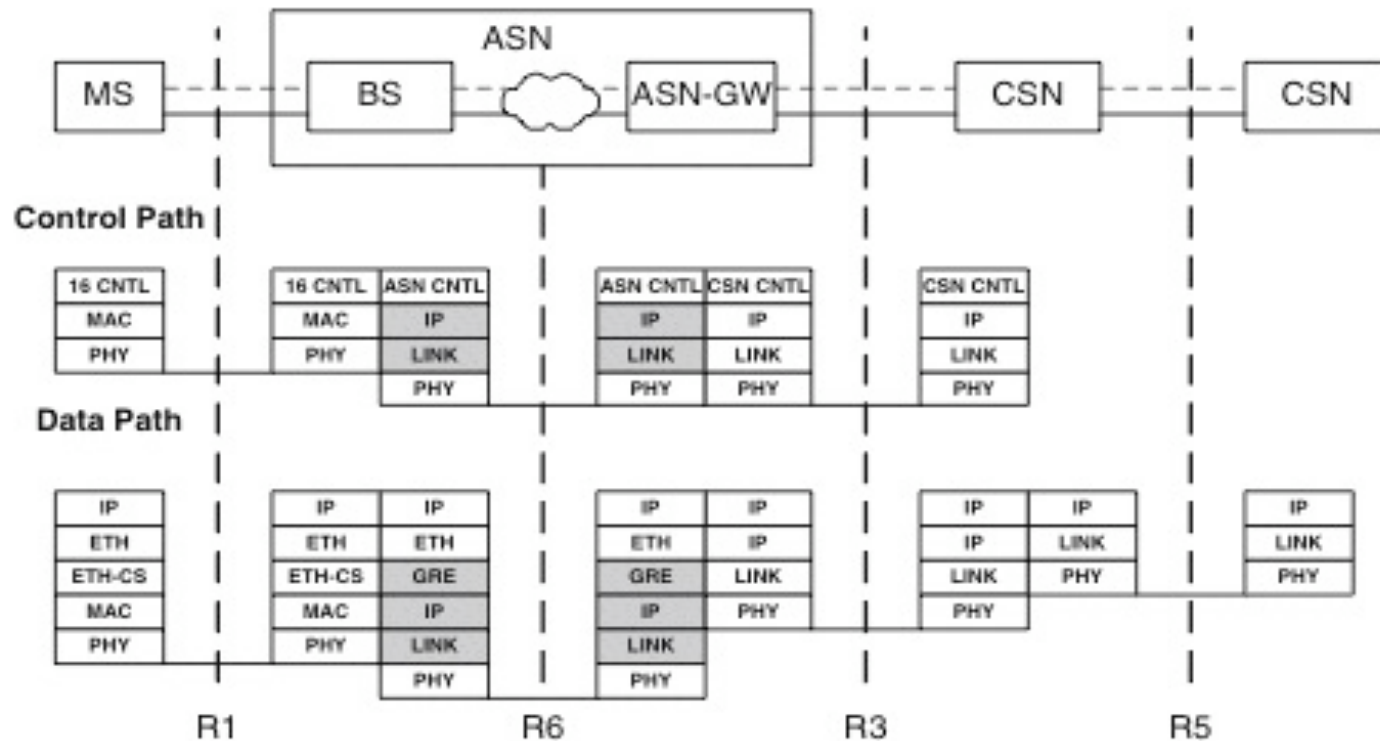 ASN
MS BS ASN-GW CSN CSN
Control Path
16 CNTL 16 CNTL ASN CNTL ASN CNTL CSN CNTL CSN CNTL
MAC MAC IP IP IP IP
PHY PHY LINK LINK LINK LINK
PHY PHY PHY PHY
Data Path
IP IP IP IP IP IP IP IP
ETH ETH ETH ETH IP IP LINK LINK
ETH-CS ETH-CS GRE GRE LINK LINK PHY PHY
MAC MAC IP IP PHY PHY
PHY PHY LINK LINK
PHY PHY
R1 R6 R3 R5